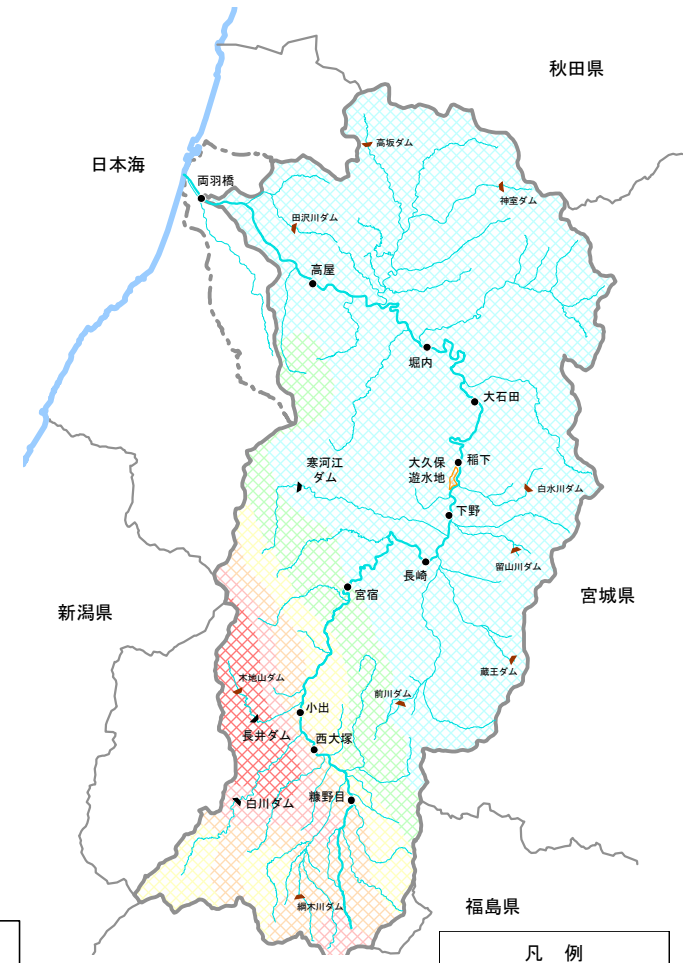 秋田県
高坂ダム
日本海
両羽橋
神室ダム
田沢川ダム
高屋
堀内
大石田
寒河江
ダム
大久保
遊水地
稲下
白水川ダム
下野
留山川ダム
長崎
宮宿
宮城県
新潟県
蔵王ダム
木地山ダム
前川ダム
小出
長井ダム
西大塚
白川ダム
糠野目
綱木川ダム
福島県
凡 例